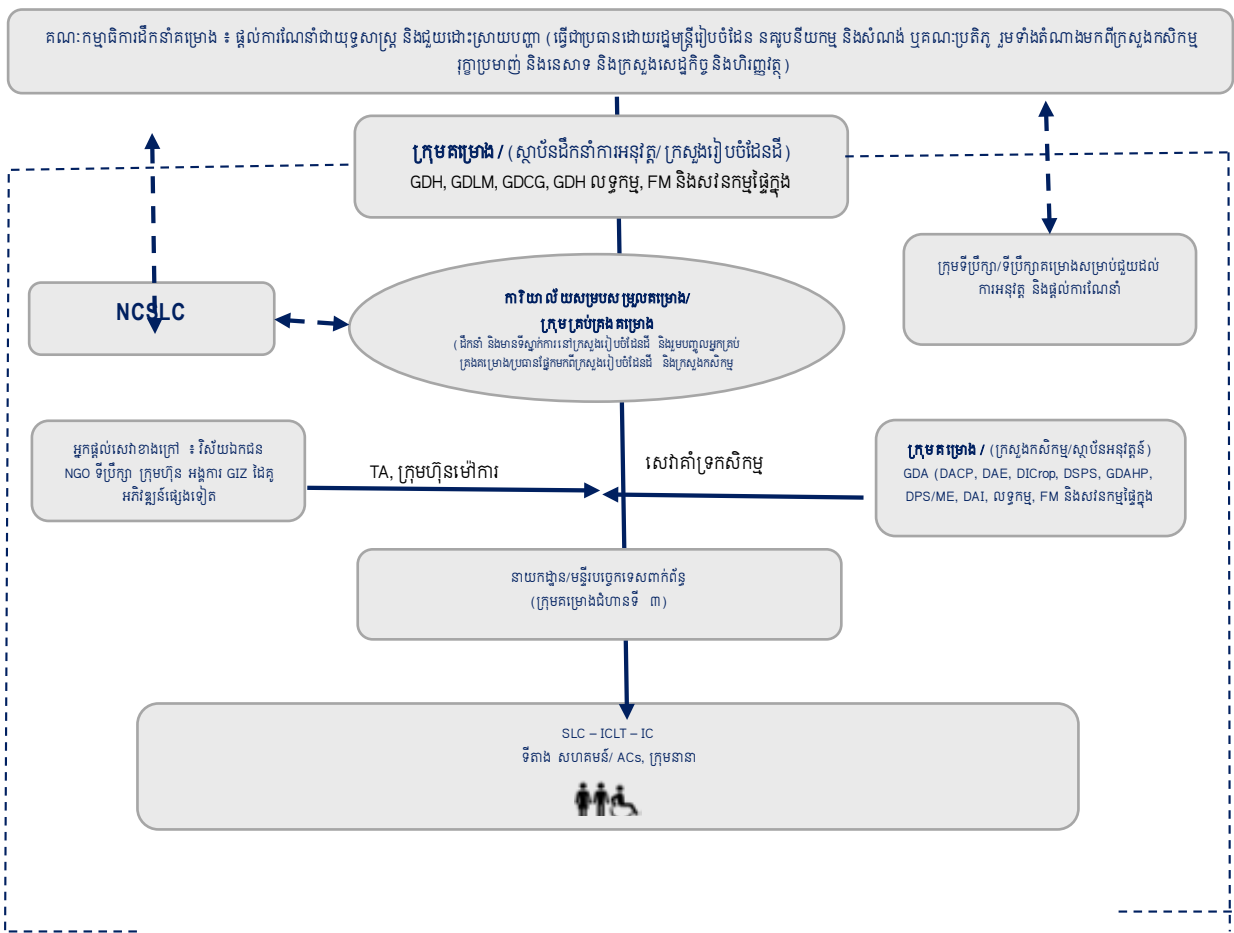 គណៈកម្មាធិការដឹកនាំគម្រោង ៖ ផ្តល់ការណែនាំជាយុទ្ធសាស្ត្រ និងជួយដោះស្រាយបញ្ហា (ធ្វើជាប្រធានដោយរដ្ឋមន្ត្រីរៀបចំដែន នគរូបនីយកម្ម និងសំណង់ ឬគណៈប្រតិភូ រួមទាំងតំណាងមកពីក្រសួងកសិកម្ម
រុក្ខាប្រមាញ់ និងនេសាទ និងក្រសួងសេដ្ឋកិច្ច និងហិរញ្ញវត្ថុ)
ក្រុមគម្រោង/ (ស្ថាប័នដឹកនាំការអនុវត្ត/ ក្រសួងរៀបចំដែនដី)
GDH, GDLM, GDCG, GDH លទ្ធកម្ម, FM និងសវនកម្មផ្ទៃក្នុង
ក្រុមទីប្រឹក្សា/ទីប្រឹក្សាគម្រោងសម្រាប់ជួយដល់
ការអនុវត្ត និងផ្តល់ការណែនាំ
NCSLC
ការិយាល័យសម្របសម្រួលគម្រោង/
ក្រុមគ្រប់គ្រងគម្រោង
(ដឹកនាំ និងមានទីស្នាក់ការនៅក្រសួងរៀបចំដែនដី និងរួមបញ្ចូលអ្នកគ្រប់
គ្រងគម្រោង/ប្រធានផ្នែកមកពីក្រសួងរៀបចំដែនដី និងក្រសួងកសិកម្ម
អ្នកផ្តល់សេវាខាងក្រៅ ៖ វិស័យឯកជន
NGO ទីប្រឹក្សា ក្រុមហ៊ុន អង្គការ GIZ ដៃគូ
អភិវឌ្ឍន៍ផ្សេងទៀត
TA, ក្រុមហ៊ុនម៉ៅការ
សេវាគាំទ្រកសិកម្ម
ក្រុមគម្រោង/ (ក្រសួងកសិកម្ម/ស្ថាប័នអនុវត្តន៍)
GDA (DACP, DAE, DICrop, DSPS, GDAHP,
DPS/ME, DAI, លទ្ធកម្ម, FM និងសវនកម្មផ្ទៃក្នុង
នាយកដ្ឋាន/មន្ទីរបច្ចេកទេសពាក់ព័ន្ធ
(ក្រុមគម្រោងជំហានទី ៣)
SLC – ICLT – IC
ទីតាង សហគមន៍/ ACs, ក្រុមនានា